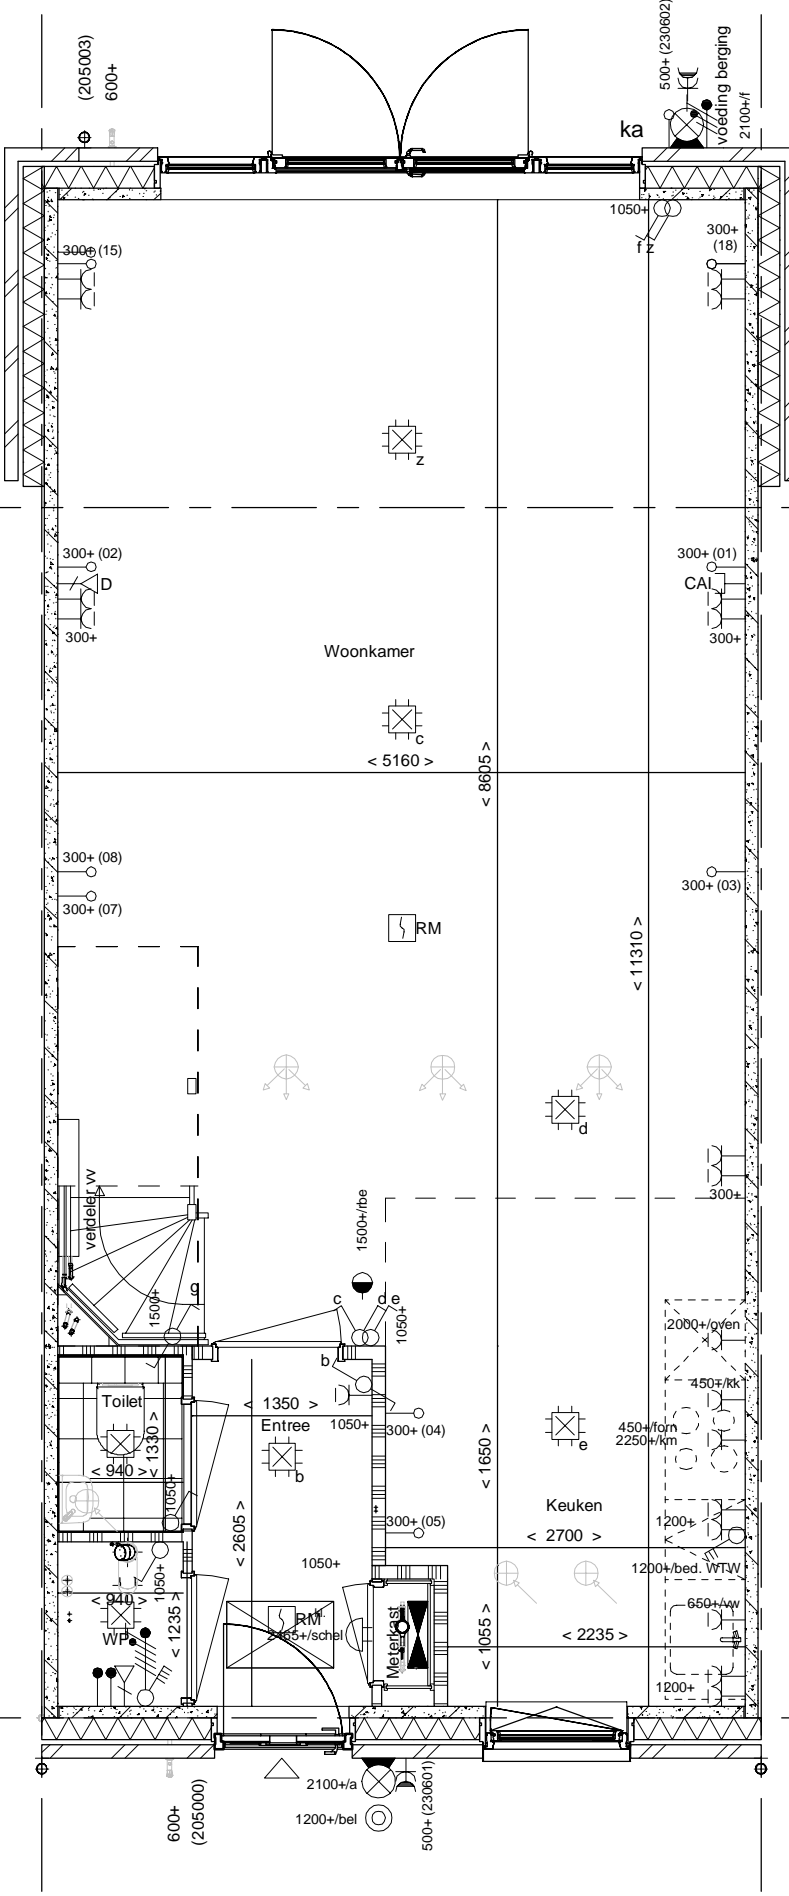 (205003)
600+
500+ (230602)
voeding berging
2100+/f
ka
1050+
f z
300+ (15)
300+
(18)
z
300+ (02)
D
300+
300+ (01)
CAI
300+
Woonkamer
c
< 5160 >
< 8605 >
300+ (08)
300+ (07)
300+ (03)
RM
< 11310 >
d
300+
verdeler vv
1500+/rbe
g
1500+
c
d e
1050+
b
2000+/oven
450+/kk
Toilet
< 1350 >
Entree
1050+
300+ (04)
450+/forn
2250+/km
< 1330 >
< 940 >
1050+
b
e
< 1650 >
Keuken
300+ (05)
< 2605 >
< 2700 >
1200+
1050+
1050+
1200+/bed. WTW
< 940 >
< 1235 >
WP
RM
2465+/schel
Meterkast
< 1055 >
< 2235 >
650+/vw
1200+
600+
(205000)
2100+/a
1200+/bel
500+ (230601)